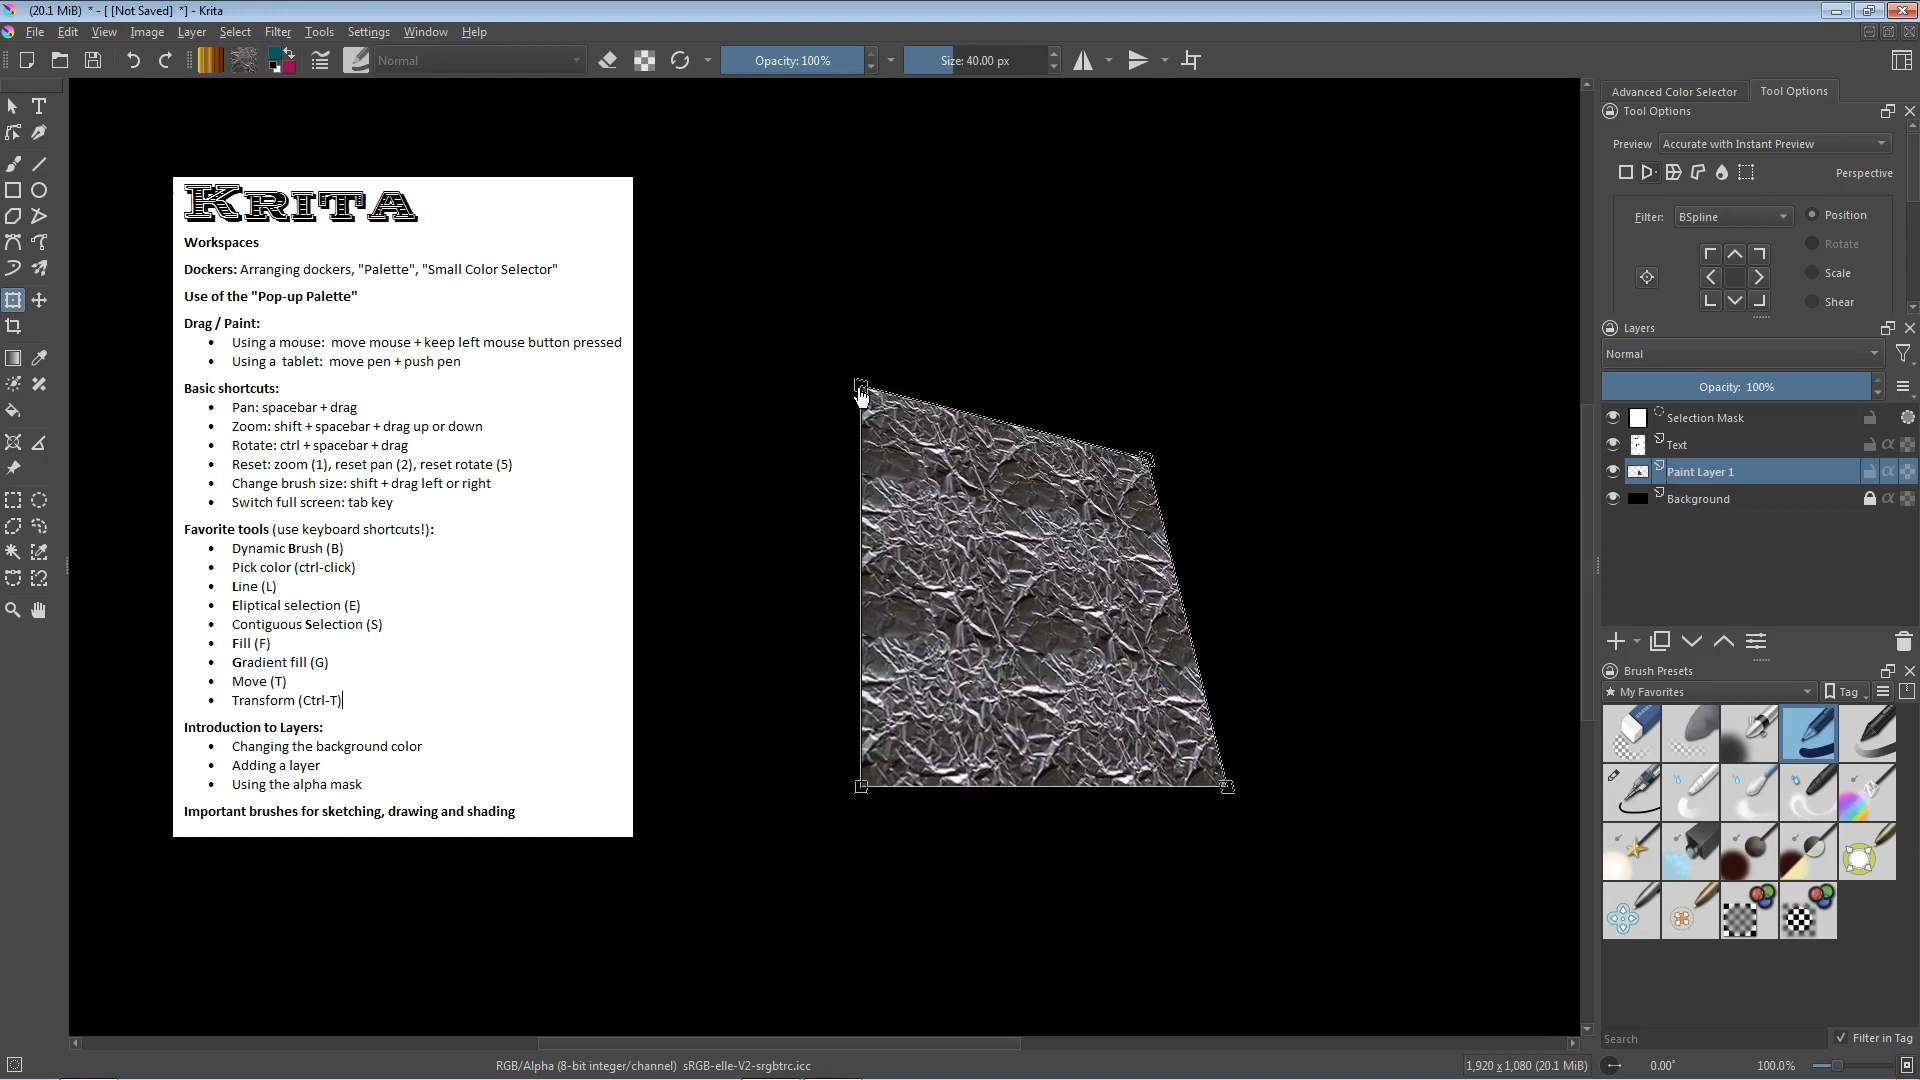 (20.1 MiB)  * - [ [Not Saved]  *] - Krita
File Edit View Image Layer Select Filter Tools Settings Window Help
Normal
Opacity: 100%
Size: 40.00 px
KRITA
Workspaces
Dockers: Arranging dockers, "Palette", "Small Color Selector"
Use of the "Pop-up Palette"
Drag / Paint:
• Using a mouse:  move mouse + keep left mouse button pressed
• Using a  tablet:  move pen + push pen
Basic shortcuts:
• Pan: spacebar + drag
• Zoom: shift + spacebar + drag up or down
• Rotate: ctrl + spacebar + drag
• Reset: zoom (1), reset pan (2), reset rotate (5)
• Change brush size: shift + drag left or right
• Switch full screen: tab key
Favorite tools (use keyboard shortcuts!):
• Dynamic Brush (B)
• Pick color (ctrl-click)
• Line (L)
• Eliptical selection (E)
• Contiguous Selection (S)
• Fill (F)
• Gradient fill (G)
• Move (T)
• Transform (Ctrl-T)
Introduction to Layers:
• Changing the background color
• Adding a layer
• Using the alpha mask
Important brushes for sketching, drawing and shading
Advanced Color Selector
Tool Options
Tool Options
Preview Accurate with Instant Preview
Perspective
Filter: BSpline
Position
Rotate
Scale
Shear
Layers
Normal
Opacity:  100%
Selection Mask
Text
Paint Layer 1
Background
Brush Presets
★ My Favorites
Tag
Search
Filter in Tag
RGB/Alpha (8-bit integer/channel)  sRGB-elle-V2-srgbtrc.icc
1,920 x 1,080 (20.1 MiB)
0.00°
100.0%